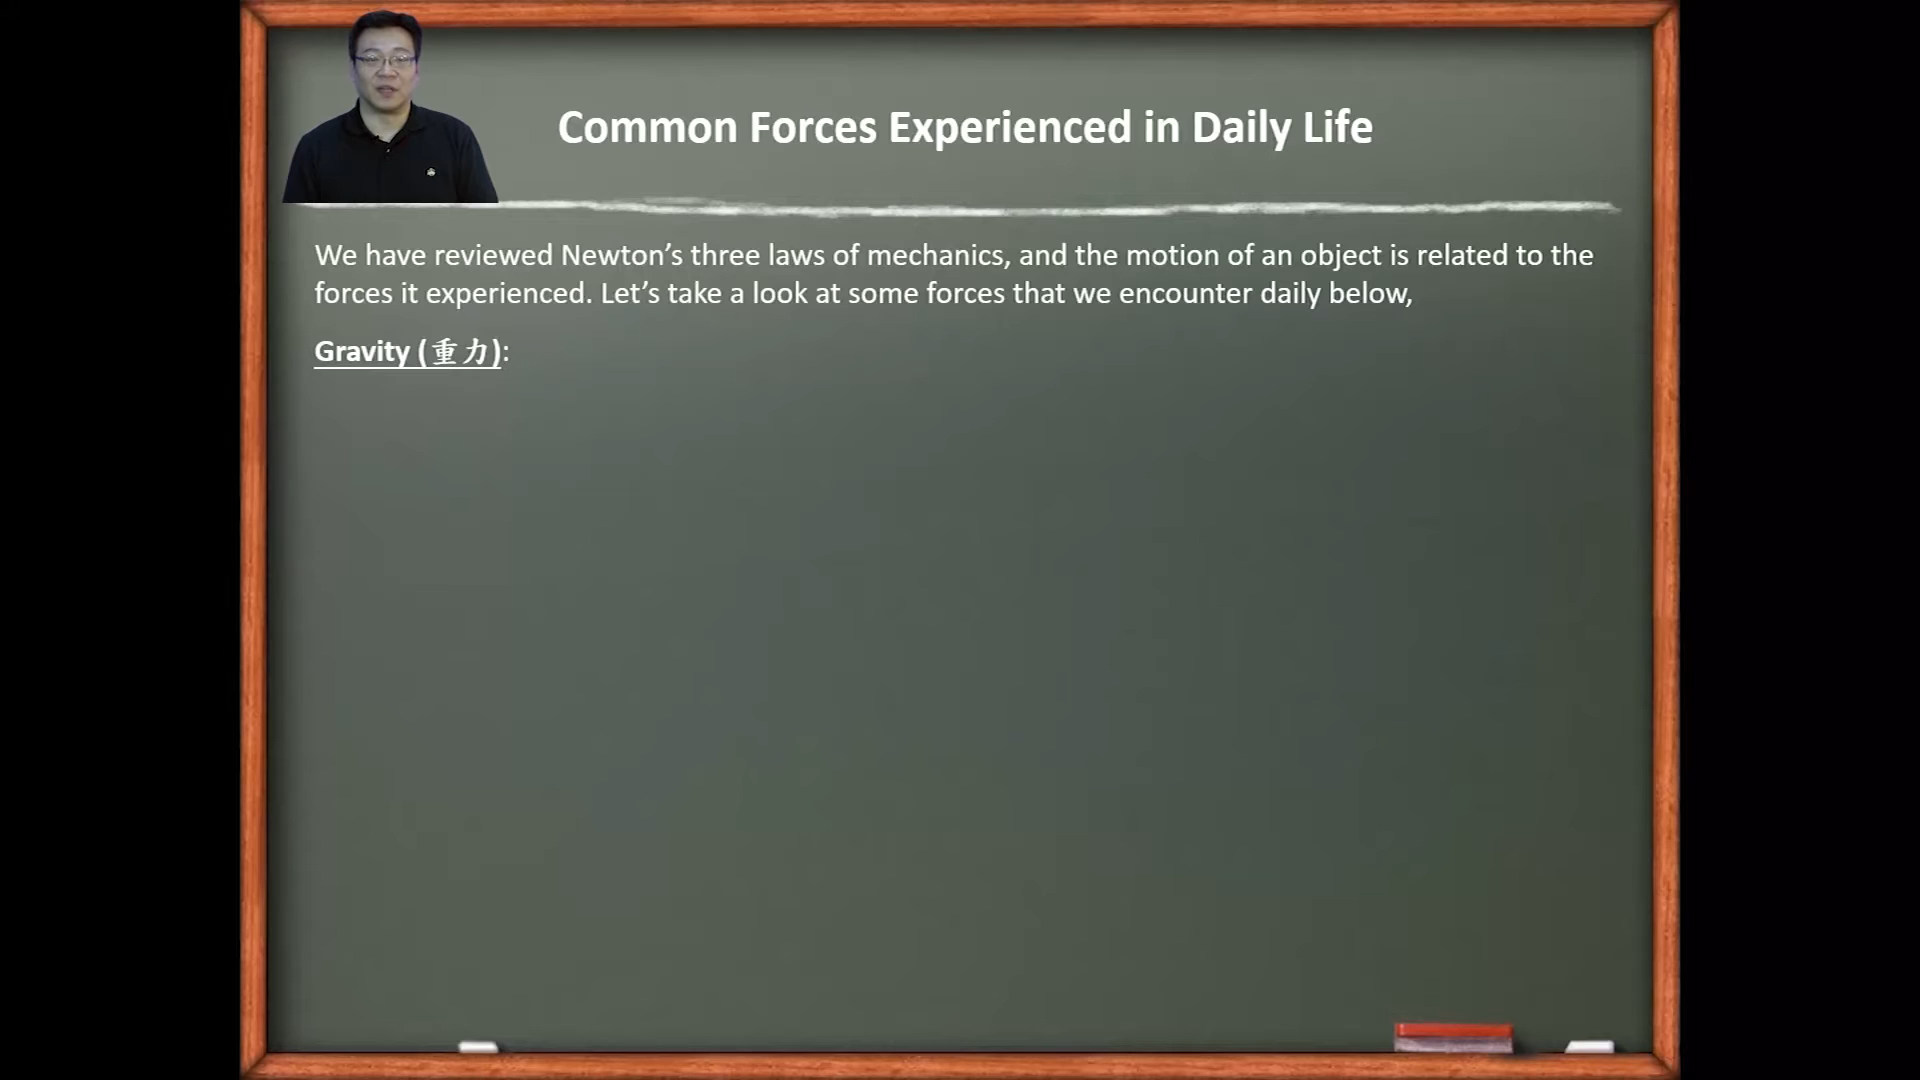 Common Forces Experienced in Daily Life
We have reviewed Newton’s three laws of mechanics, and the motion of an object is related to the
forces it experienced. Let’s take a look at some forces that we encounter daily below,
Gravity (重力):